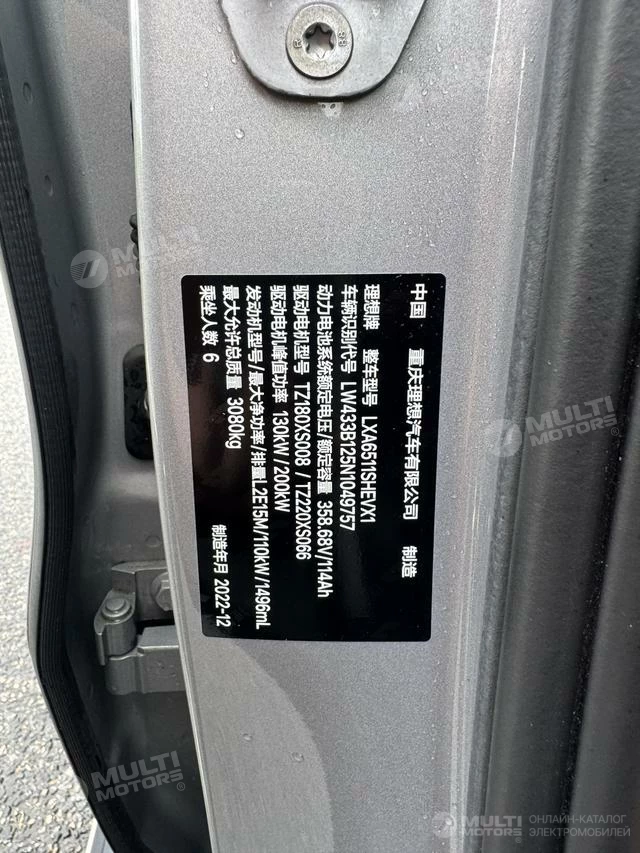 中国 重庆理想汽车有限公司 制造
理想牌 整车型号 LXA6511SHEVX1
车辆识别代号 LW433B125N1049757
动力电池系统额定电压/额定容量 358.68V/114Ah
驱动电机型号 TZ180XS008 / TZ220XS066
驱动电机峰值功率 130kW/200kW
发动机型号/最大净功率/排量L2E15M/110kW/1496mL
最大允许总质量 3080kg
乘坐人数 6 制造年月 2022-12
MULTI
MOTORS
MULTI
MOTORS
MULTI
MOTORS
MULTI
MOTORS
MULTI
MOTORS
ОНЛАЙН-КАТАЛОГ
ЭЛЕКТРОМОБИЛЕЙ